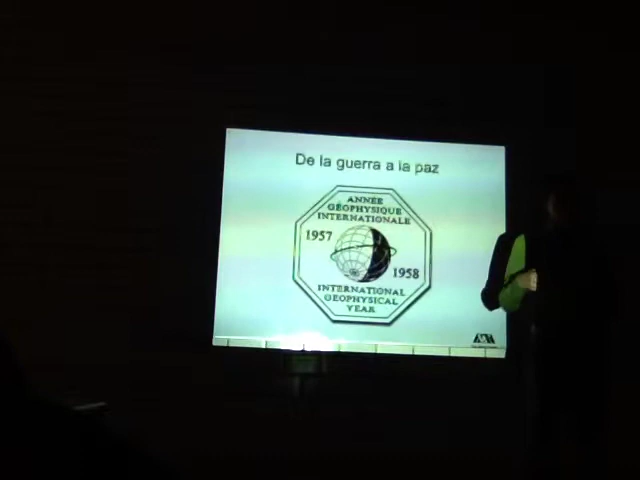 De la guerra a la paz
ANNÉE
GÉOPHYSIQUE
INTERNATIONALE
1957
1958
INTERNATIONAL
GEOPHYSICAL
YEAR